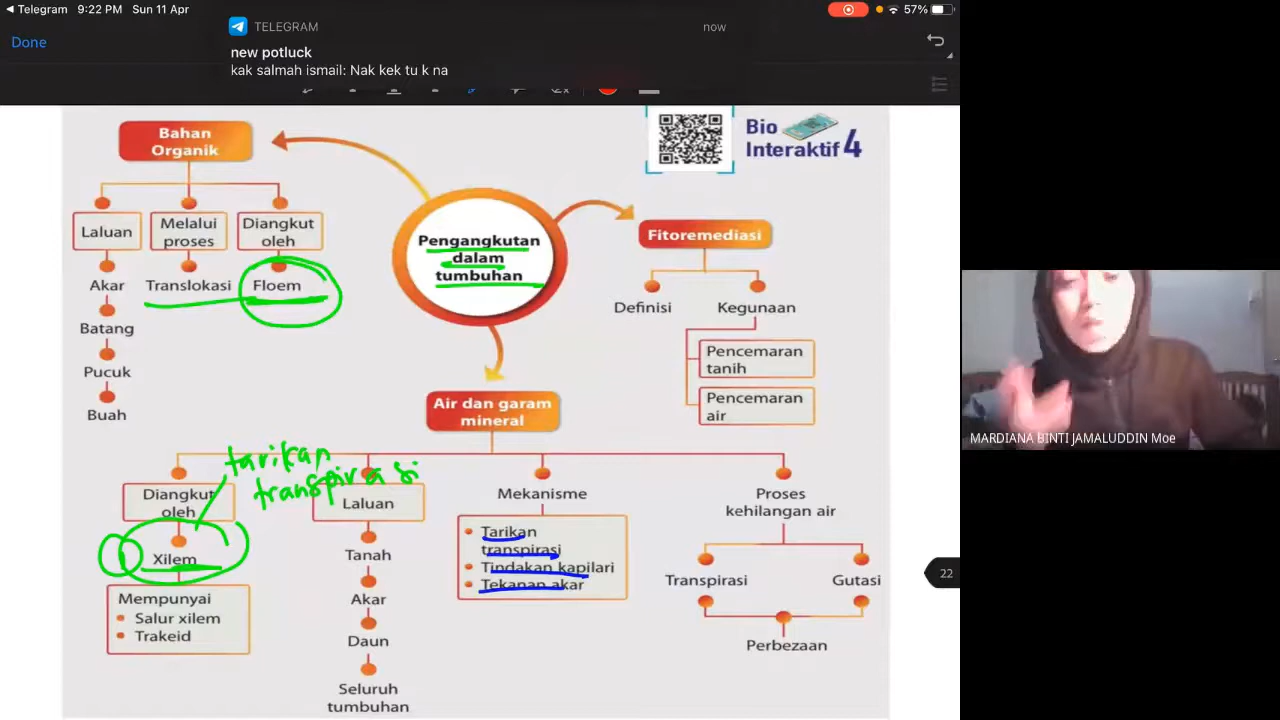 Telegram 9:22 PM Sun 11 Apr
57%
Done
TELEGRAM
now
new potluck
kak salmah ismail: Nak kek tu k na
Bahan
Organik
Bio
Interaktif 4
Laluan
Melalui
proses
Diangkut
oleh
Akar
Translokasi
Floem
Batang
Pucuk
Buah
Pengangkutan
dalam
tumbuhan
Fitoremediasi
Definisi
Kegunaan
Pencemaran
tanih
Pencemaran
air
Air dan garam
mineral
tarikan
transpirasi
Diangkut
oleh
Xilem
Mempunyai
Salur xilem
Trakeid
Laluan
Tanah
Akar
Daun
Seluruh
tumbuhan
Mekanisme
Tarikan
transpirasi
Tindakan kapilari
Tekanan akar
Proses
kehilangan air
Transpirasi
Gutasi
Perbezaan
22
MARDIANA BINTI JAMALUDDIN Moe